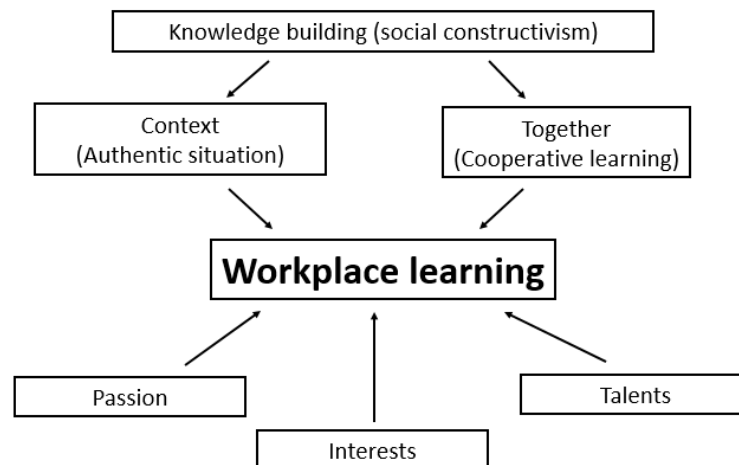 Knowledge building (social constructivism)
Context
(Authentic situation)
Together
(Cooperative learning)
Workplace learning
Passion
Interests
Talents